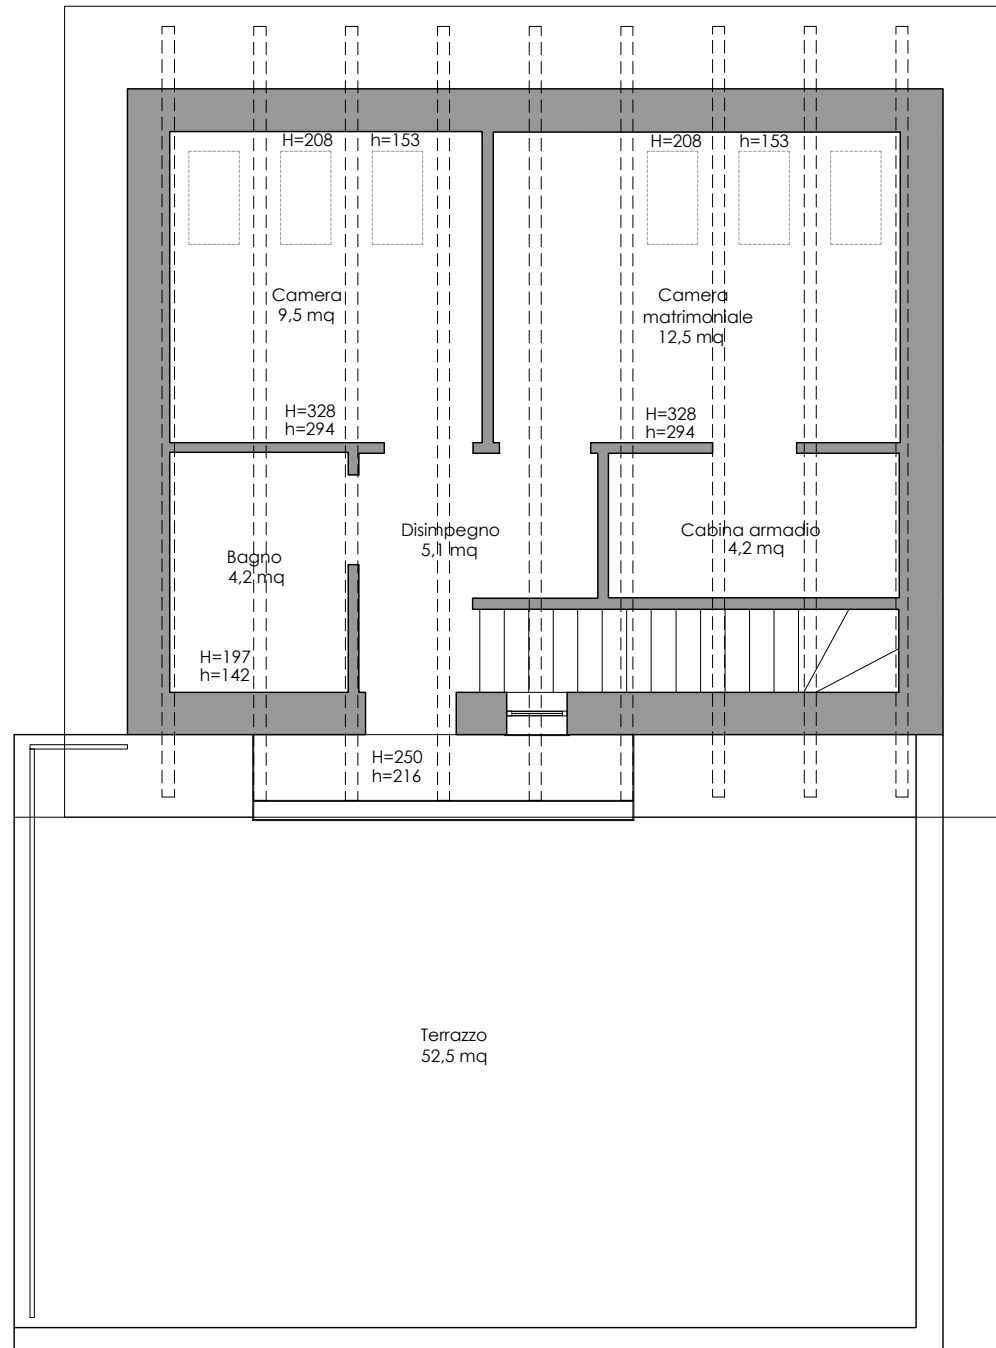 H=208 h=153
H=208 h=153
Camera
9,5 mq
Camera
matrimoniale
12,5 mq
H=328
h=294
H=328
h=294
Disimpegno
5,1 mq
Cabina armadio
4,2 mq
Bagno
4,2 mq
H=197
h=142
H=250
h=216
Terrazzo
52,5 mq